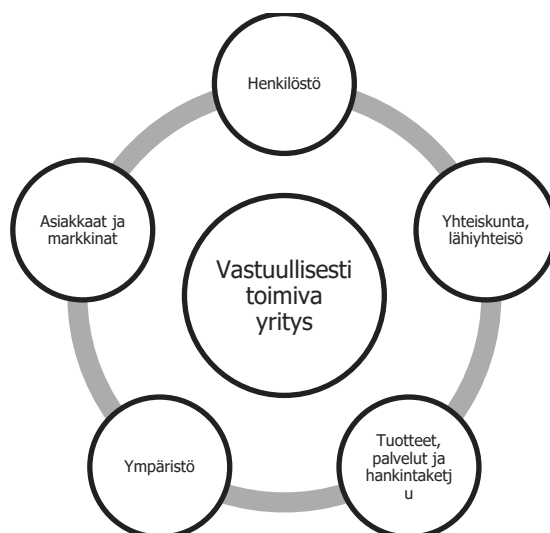 Henkilöstö
Asiakkaat ja
markkinat
Yhteiskunta,
lähiyhteisö
Vastuullisesti
toimiva
yritys
Ympäristö
Tuotteet,
palvelut ja
hankintaketj
u